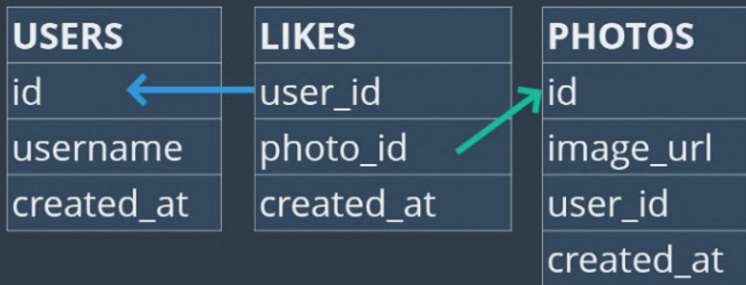 USERS
id
username
created_at
LIKES
user_id
photo_id
created_at
PHOTOS
id
image_url
user_id
created_at